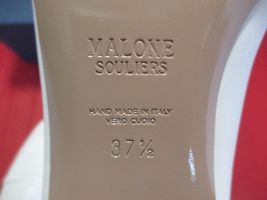 MALONE
SOULIERS
HAND MADE IN ITALY
VERO CUOIO
37½